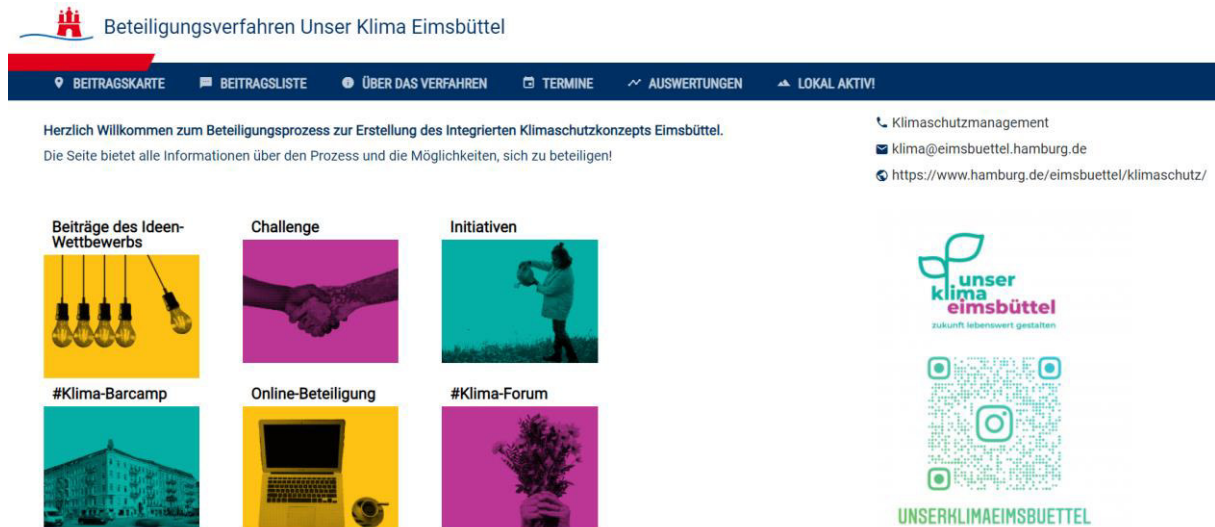 Beteiligungsverfahren Unser Klima Eimsbüttel
BEITRAGSKARTE BEITRAGSLISTE ÜBER DAS VERFAHREN TERMINE AUSWERTUNGEN LOKAL AKTIV!
Herzlich Willkommen zum Beteiligungsprozess zur Erstellung des Integrierten Klimaschutzkonzepts Eimsbüttel.
Die Seite bietet alle Informationen über den Prozess und die Möglichkeiten, sich zu beteiligen!
Klimaschutzmanagement
klima@eimsbuettel.hamburg.de
https://www.hamburg.de/eimsbuettel/klimaschutz/
Beiträge des Ideen-
Wettbewerbs
Challenge
Initiativen
#Klima-Barcamp
Online-Beteiligung
#Klima-Forum
unser
klima
eimsbüttel
zukunft lebenswert gestalten
UNSERKLIMAEIMSBUETTEL